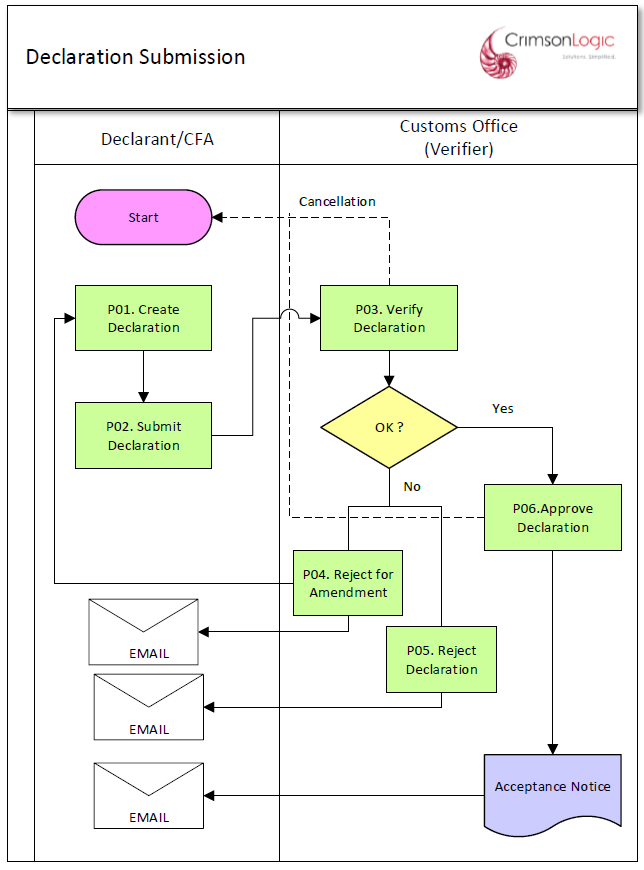 Declaration Submission
CrimsonLogic
Solutions. Simplified.
Declarant/CFA
Customs Office
(Verifier)
Cancellation
Start
P01. Create
Declaration
P03. Verify
Declaration
P02. Submit
Declaration
OK ?
Yes
No
P06.Approve
Declaration
P04. Reject for
Amendment
EMAIL
P05. Reject
Declaration
EMAIL
Acceptance Notice
EMAIL